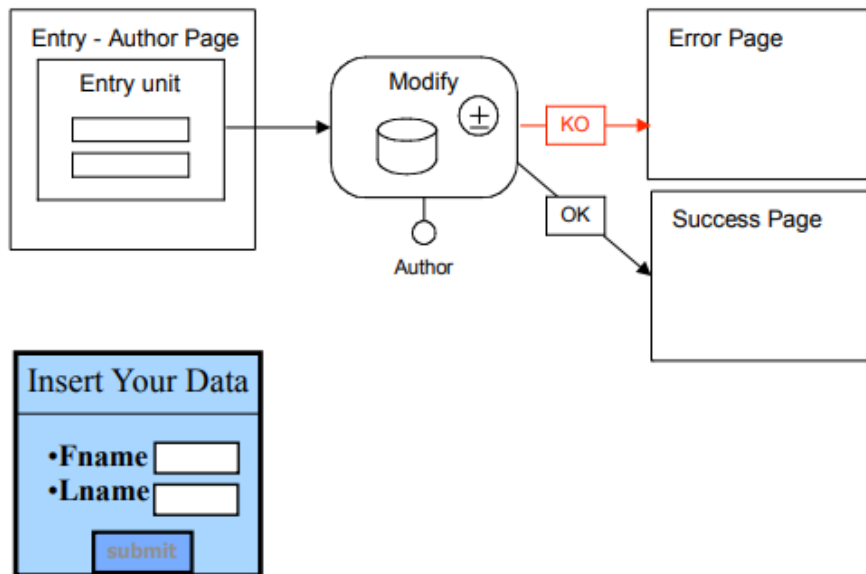 Entry - Author Page
Entry unit
Modify
KO
Error Page
OK
Success Page
Author
Insert Your Data
•Fname
•Lname
submit